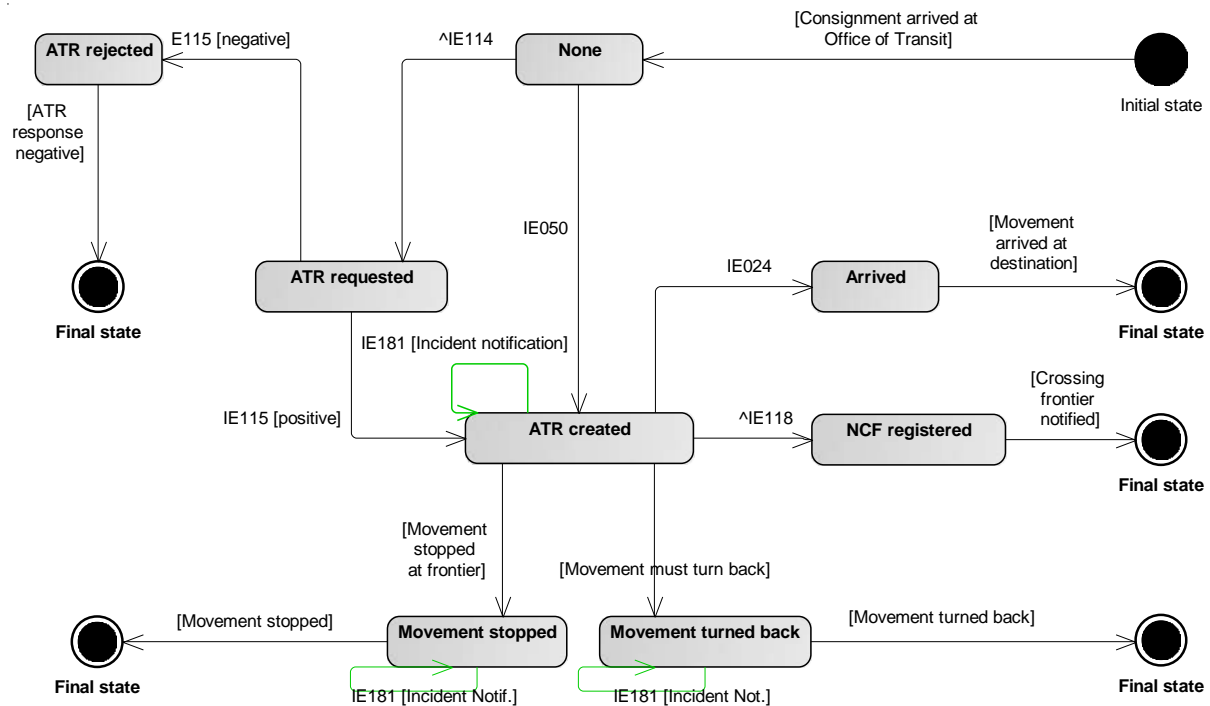 [Consignment arrived at
Office of Transit]
E115 [negative]
^IE114
ATR rejected
None
[ATR
response
negative]
Initial state
IE050
[Movement
arrived at
destination]
ATR requested
IE024
Arrived
Final state
Final state
IE181 [Incident notification]
[Crossing
frontier
notified]
IE115 [positive]
ATR created
^IE118
NCF registered
Final state
[Movement
stopped
at frontier]
[Movement must turn back]
[Movement stopped]
Movement stopped
Movement turned back
[Movement turned back]
Final state
IE181 [Incident Notif.]
IE181 [Incident Not.]
Final state